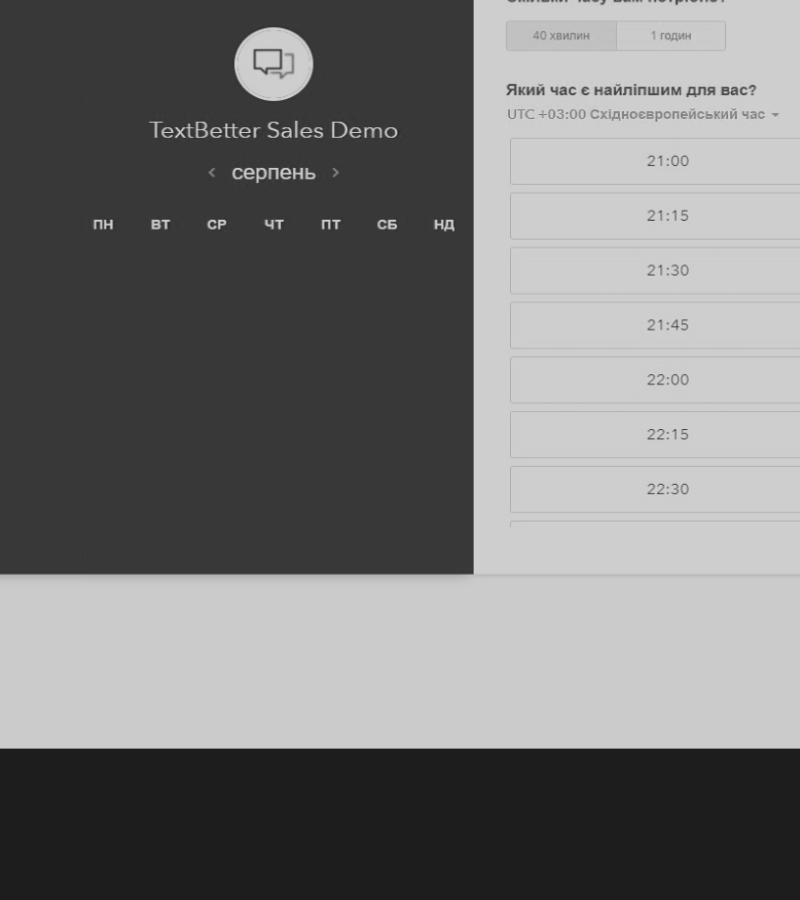 TextBetter Sales Demo
серпень
ПН ВТ СР ЧТ ПТ СБ НД
40 хвилин 1 годин
Який час є найліпшим для вас?
UTC +03:00 Східноєвропейський час
21:00
21:15
21:30
21:45
22:00
22:15
22:30